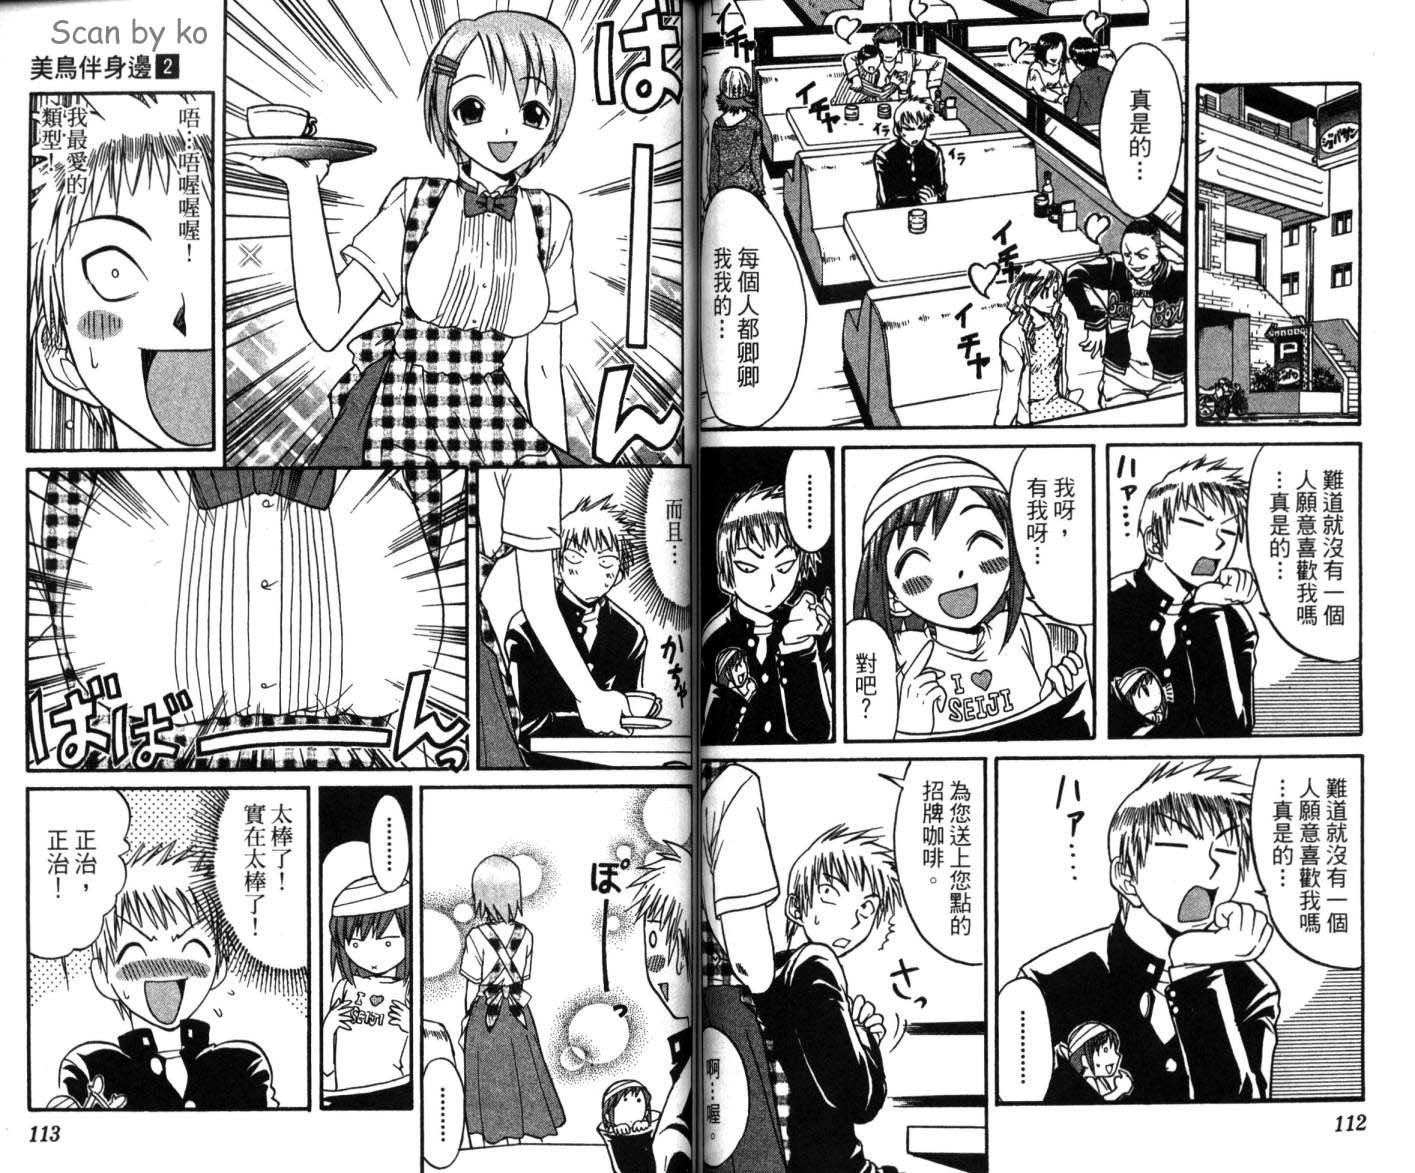 Scan by ko
美鳥伴身邊2
ジョバサン
P
真是的…
イチャ
イチャ
イチャ
イチャ
イラ
每個人都卿卿
我我的…
難道就沒有一個
人願意喜歡我嗎
…真是的…
ハァ……
我呀，
有我呀…
對吧？
I ♥
SEIJI
………
難道就沒有一個
人願意喜歡我嗎
…真是的…
ハァ……
………
為您送上您點的
招牌咖啡。
さっ
啊…喔。
112
ば
ー
ん
唔…唔喔喔喔！
我最愛的
類型！
而且…
かちゃ
ばばーんっ
ぽー
………
………
I ♥
SEIJI
太棒了！
實在太棒了！
正治，
正治！
113